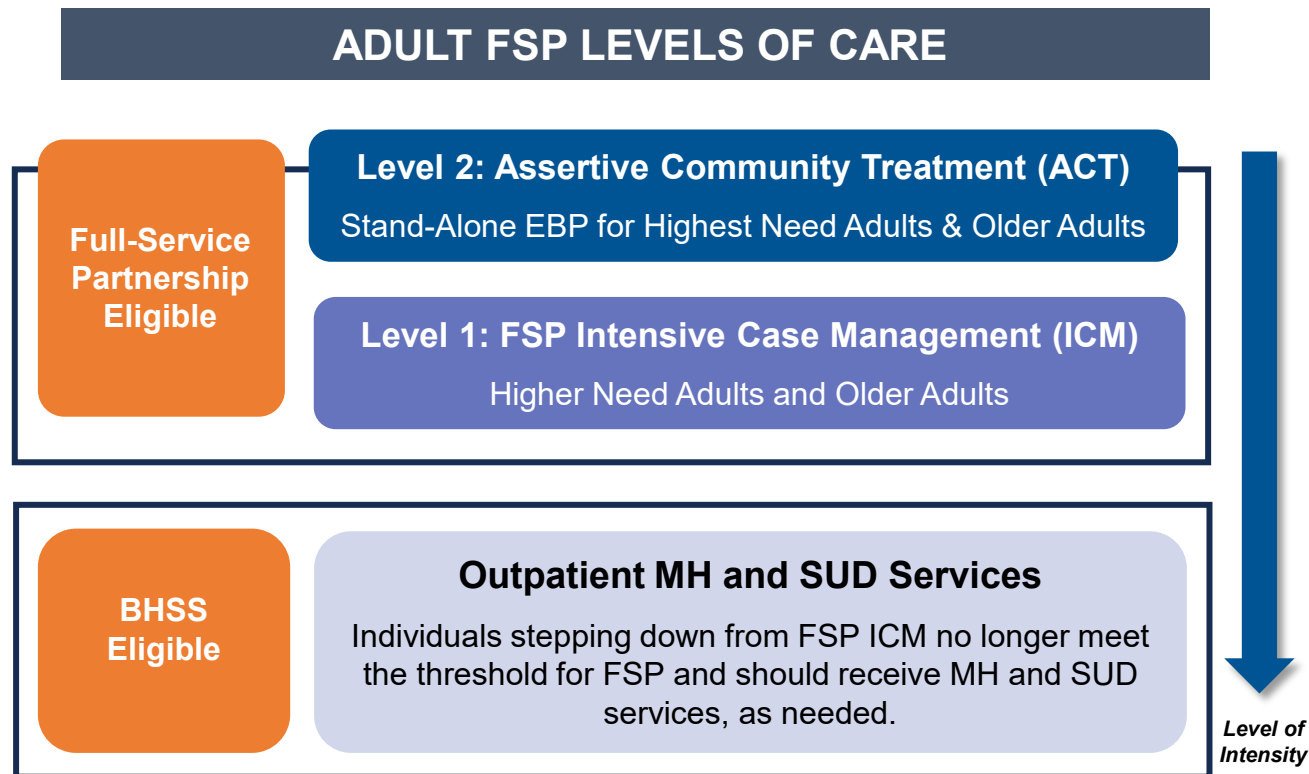 ADULT FSP LEVELS OF CARE
Full-Service
Partnership
Eligible
Level 2: Assertive Community Treatment (ACT)
Stand-Alone EBP for Highest Need Adults & Older Adults
Level 1: FSP Intensive Case Management (ICM)
Higher Need Adults and Older Adults
BHSS
Eligible
Outpatient MH and SUD Services
Individuals stepping down from FSP ICM no longer meet
the threshold for FSP and should receive MH and SUD
services, as needed.
Level of
Intensity